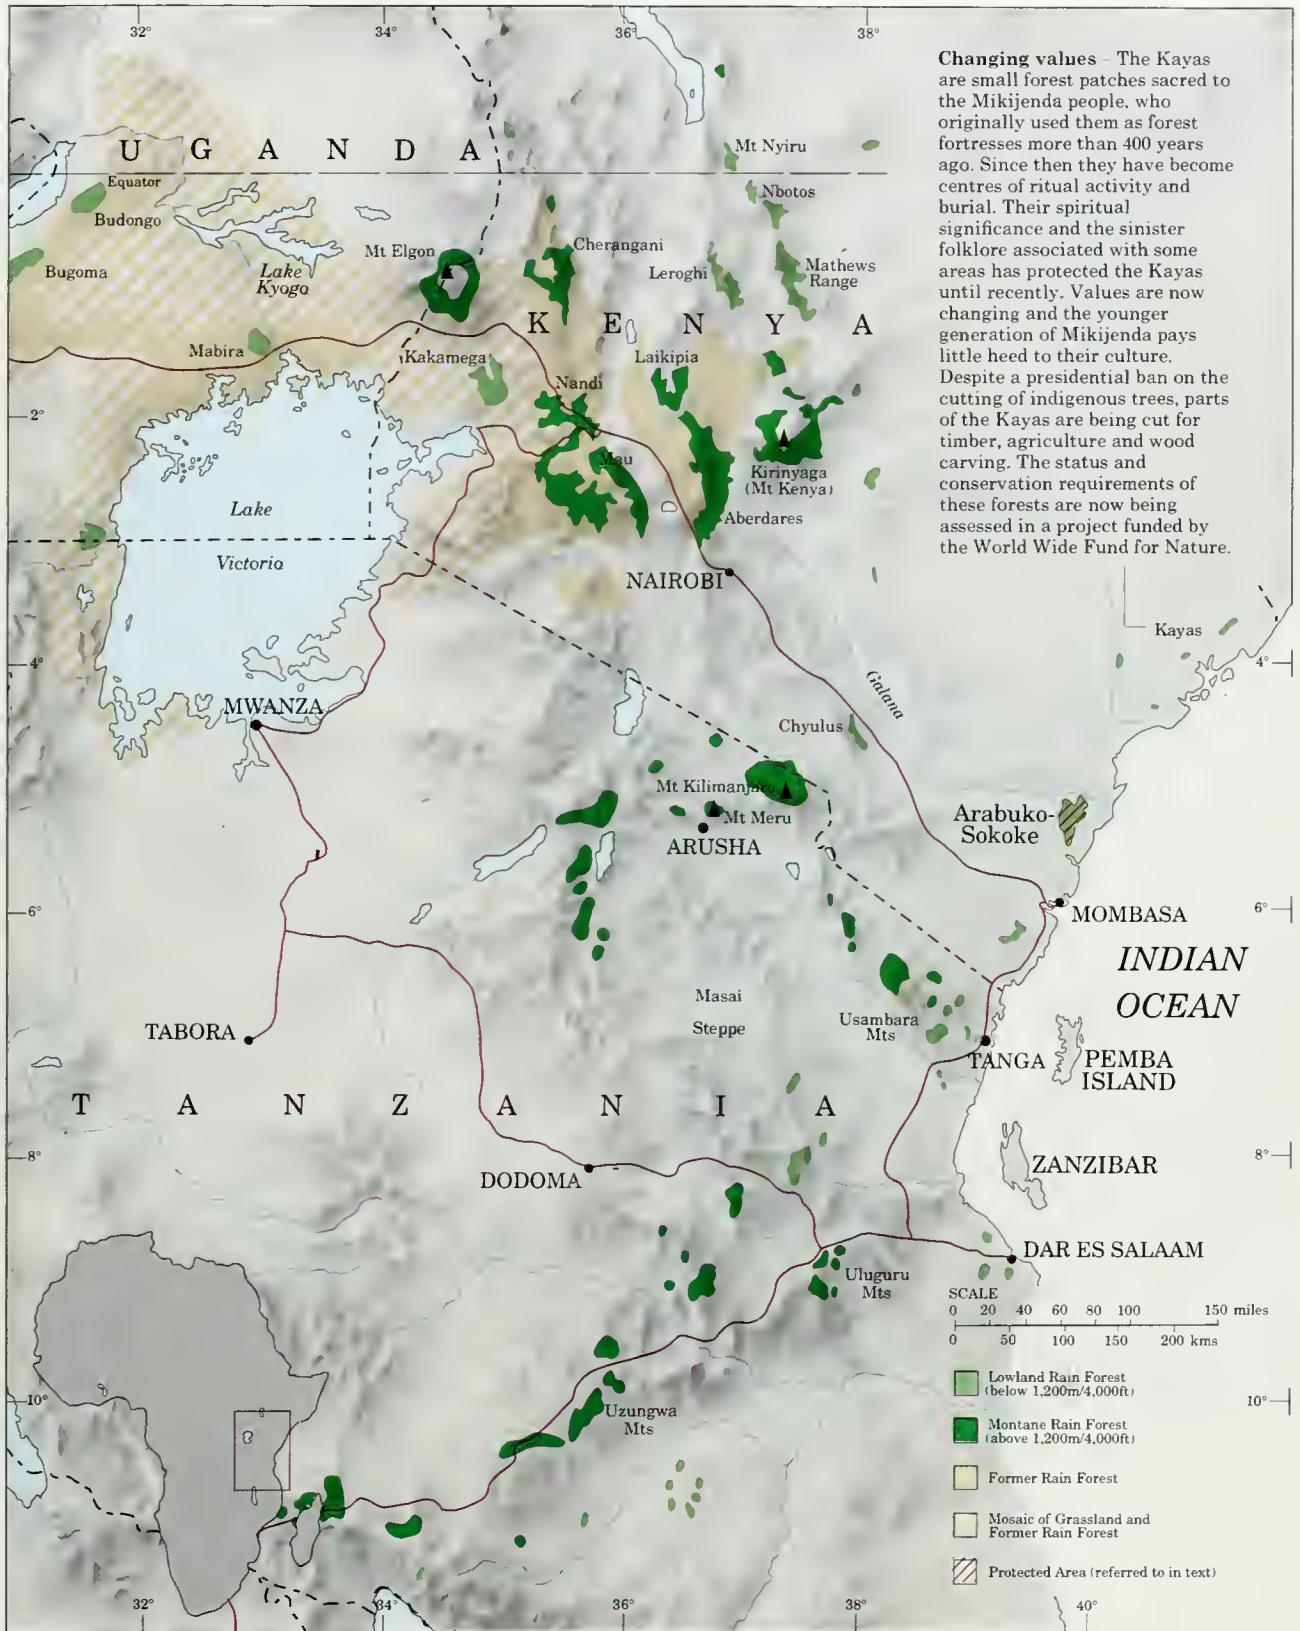 32°
34°
36°
38°
Changing values – The Kayas
are small forest patches sacred to
the Mikijenda people, who
originally used them as forest
fortresses more than 400 years
ago. Since then they have become
centres of ritual activity and
burial. Their spiritual
significance and the sinister
folklore associated with some
areas has protected the Kayas
until recently. Values are now
changing and the younger
generation of Mikijenda pays
little heed to their culture.
Despite a presidential ban on the
cutting of indigenous trees, parts
of the Kayas are being cut for
timber, agriculture and wood
carving. The status and
conservation requirements of
these forests are now being
assessed in a project funded by
the World Wide Fund for Nature.
UGANDA
Equator
Budongo
Bugoma
Lake
Kyoga
Mt Elgon
Cherangani
Mt Nyiru
Nbotos
Leroghi
Mathews
Range
KENYA
Mabira
Kakamega
Laikipia
Nandi
2°
Mau
Kirinyaga
(Mt Kenya)
Aberdares
Lake
Victoria
NAIROBI
Kayas
4°
4°
Galana
MWANZA
Chyulus
Mt Kilimanjaro
Mt Meru
ARUSHA
Arabuko-
Sokoke
6°
6°
MOMBASA
INDIAN
OCEAN
Masai
Steppe
Usambara
Mts
TABORA
TANGA
PEMBA
ISLAND
TANZANIA
8°
8°
ZANZIBAR
DODOMA
DAR ES SALAAM
Uluguru
Mts
SCALE
0 20 40 60 80 100 150 miles
0 50 100 150 200 kms
Lowland Rain Forest
(below 1,200m/4,000ft)
10°
10°
Uzungwa
Mts
Montane Rain Forest
(above 1,200m/4,000ft)
Former Rain Forest
Mosaic of Grassland and
Former Rain Forest
Protected Area (referred to in text)
32°
34°
36°
38°
40°